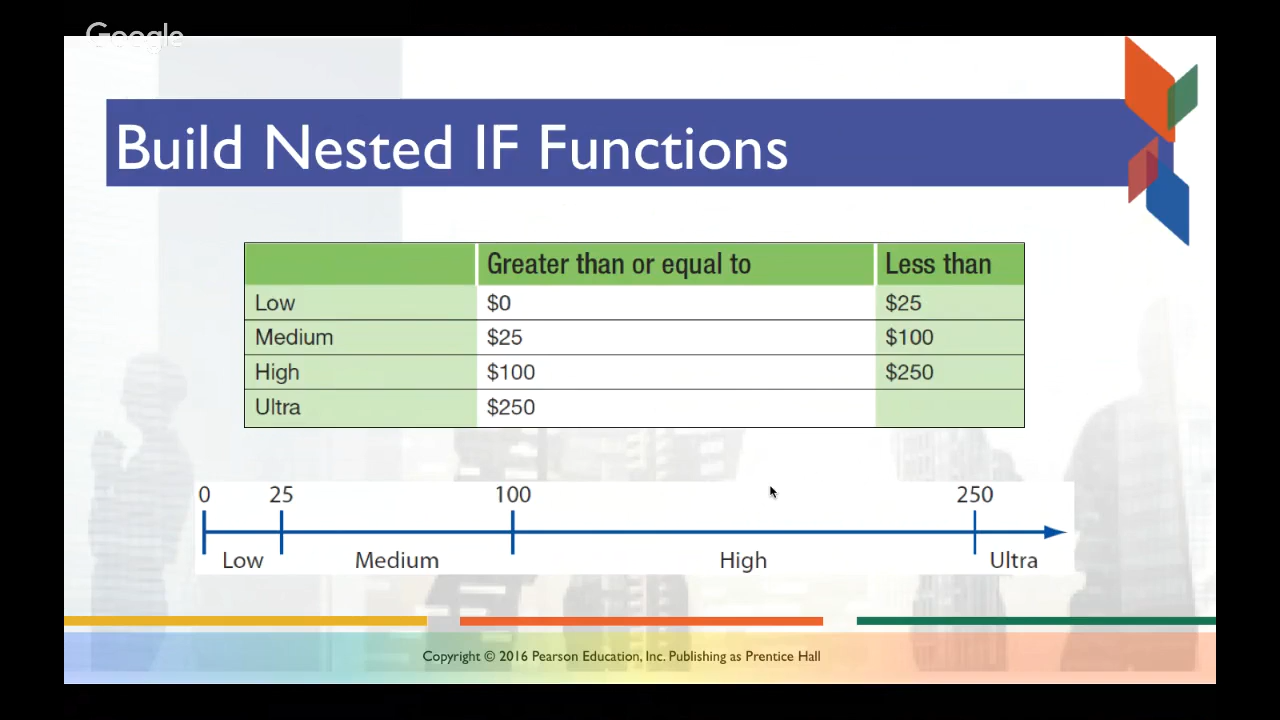 Google
Build Nested IF Functions
Greater than or equal to Less than
Low $0 $25
Medium $25 $100
High $100 $250
Ultra $250
0 25 100 250
Low Medium High Ultra
Copyright © 2016 Pearson Education, Inc. Publishing as Prentice Hall